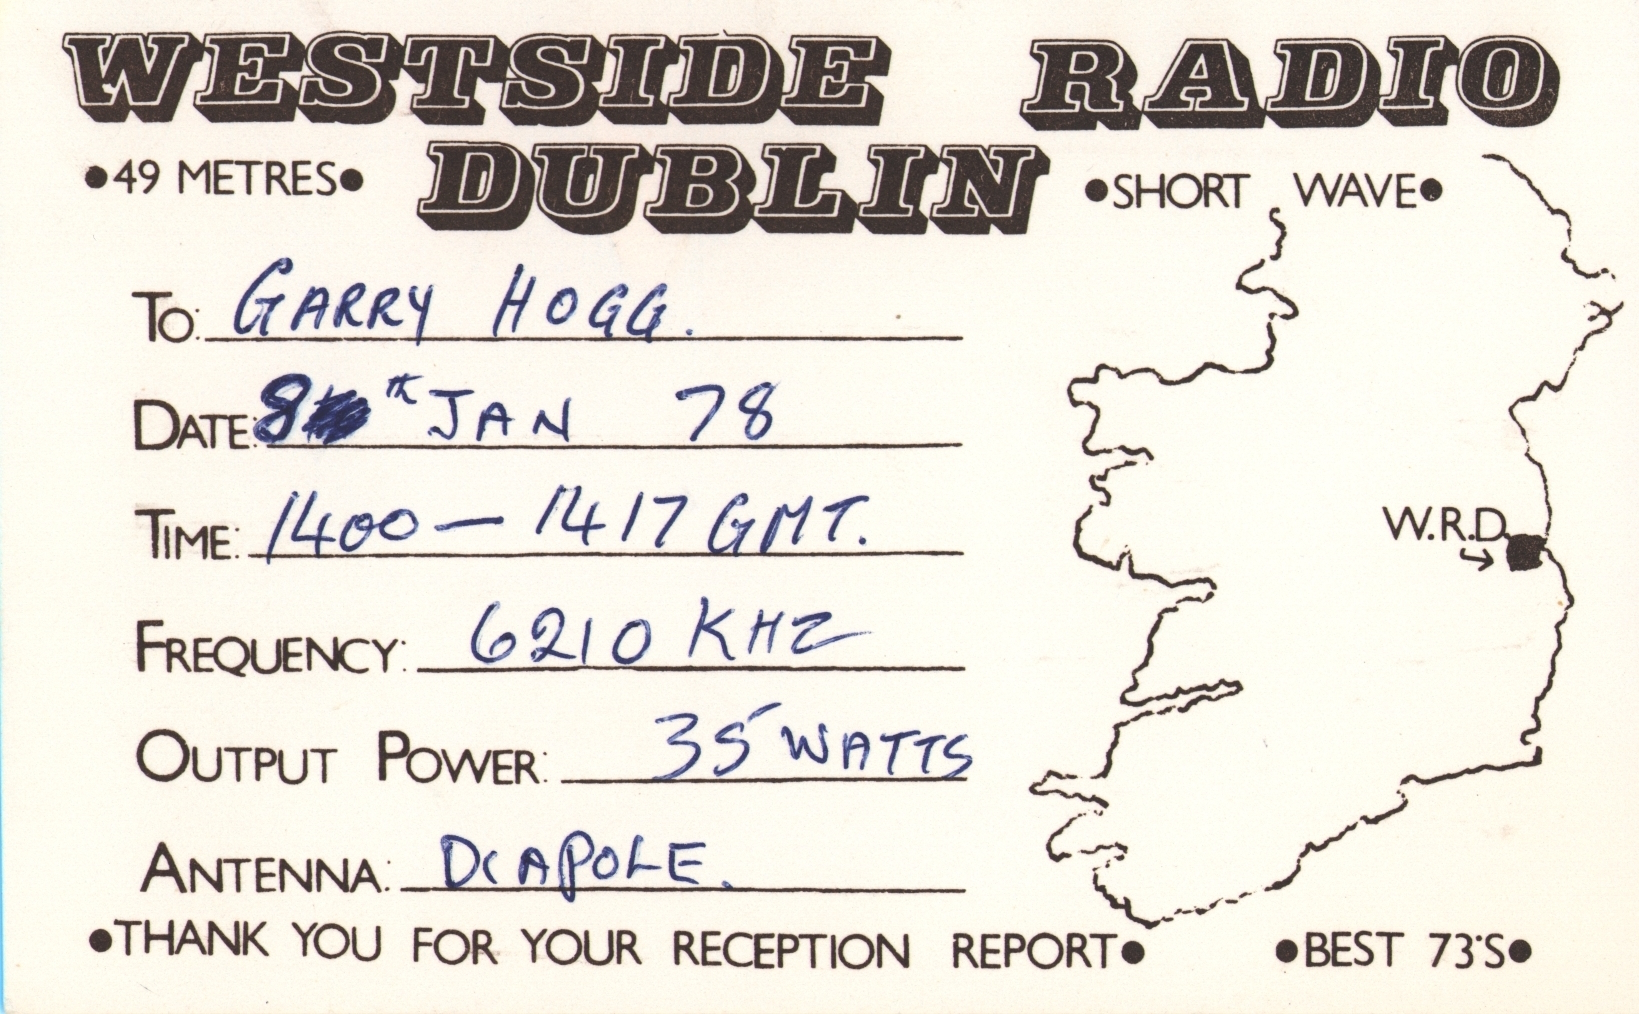 WESTSIDE RADIO
DUBLIN
•49 METRES•
•SHORT WAVE•
TO: GARRY HOGG.
DATE: 8th JAN 78
TIME: 1400 — 1417 GMT.
FREQUENCY: 6210 KHZ
OUTPUT POWER: 35 WATTS
ANTENNA: DIAPOLE.
W.R.D.
•THANK YOU FOR YOUR RECEPTION REPORT•
•BEST 73'S•